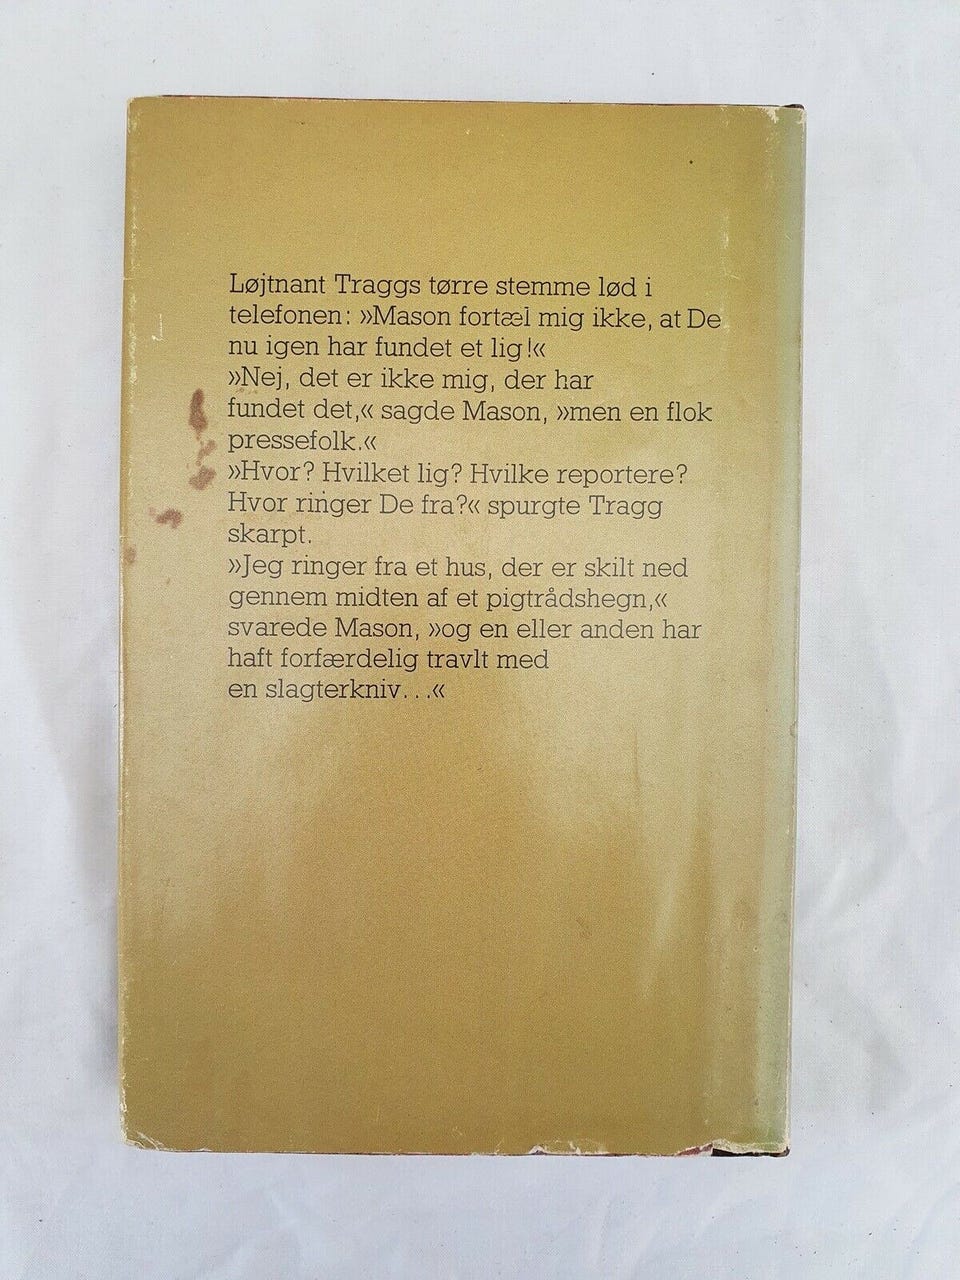 Løjtnant Traggs tørre stemme lød i
telefonen: »Mason fortæl mig ikke, at De
nu igen har fundet et lig!«
»Nej, det er ikke mig, der har
fundet det,« sagde Mason, »men en flok
pressefolk.«
»Hvor? Hvilket lig? Hvilke reportere?
Hvor ringer De fra?« spurgte Tragg
skarpt.
»Jeg ringer fra et hus, der er skilt ned
gennem midten af et pigtrådshegn,«
svarede Mason, »og en eller anden har
haft forfærdelig travlt med
en slagterkniv...«